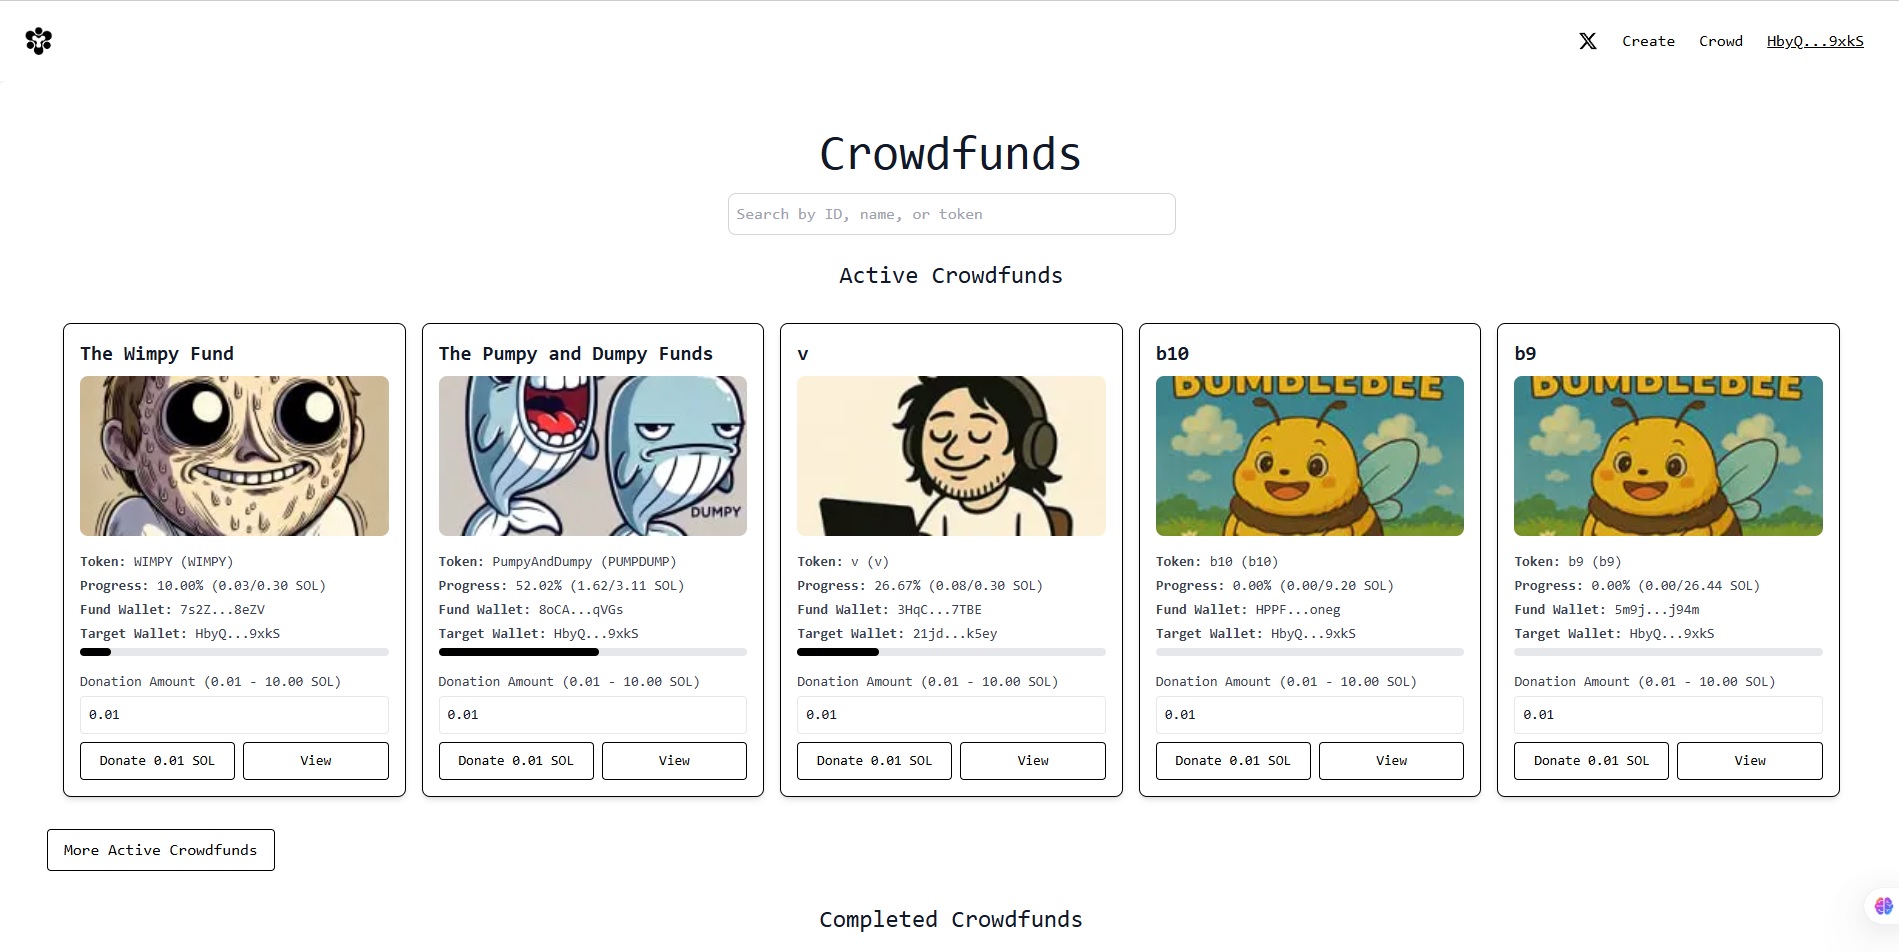 Create Crowd HbyQ...9xkS
Crowdfunds
Search by ID, name, or token
Active Crowdfunds
The Wimpy Fund
Token: WIMPY (WIMPY)
Progress: 10.00% (0.03/0.30 SOL)
Fund Wallet: 7s2Z...8eZV
Target Wallet: HbyQ...9xkS
Donation Amount (0.01 - 10.00 SOL)
0.01
Donate 0.01 SOL View
The Pumpy and Dumpy Funds
DUMPY
Token: PumpyAndDumpy (PUMPDUMP)
Progress: 52.02% (1.62/3.11 SOL)
Fund Wallet: 8oCA...qVGs
Target Wallet: HbyQ...9xkS
Donation Amount (0.01 - 10.00 SOL)
0.01
Donate 0.01 SOL View
v
Token: v (v)
Progress: 26.67% (0.08/0.30 SOL)
Fund Wallet: 3HqC...7TBE
Target Wallet: 21jd...k5ey
Donation Amount (0.01 - 10.00 SOL)
0.01
Donate 0.01 SOL View
b10
BUMBLEBEE
Token: b10 (b10)
Progress: 0.00% (0.00/9.20 SOL)
Fund Wallet: HPPF...oneg
Target Wallet: HbyQ...9xkS
Donation Amount (0.01 - 10.00 SOL)
0.01
Donate 0.01 SOL View
b9
BUMBLEBEE
Token: b9 (b9)
Progress: 0.00% (0.00/26.44 SOL)
Fund Wallet: 5m9j...j94m
Target Wallet: HbyQ...9xkS
Donation Amount (0.01 - 10.00 SOL)
0.01
Donate 0.01 SOL View
More Active Crowdfunds
Completed Crowdfunds